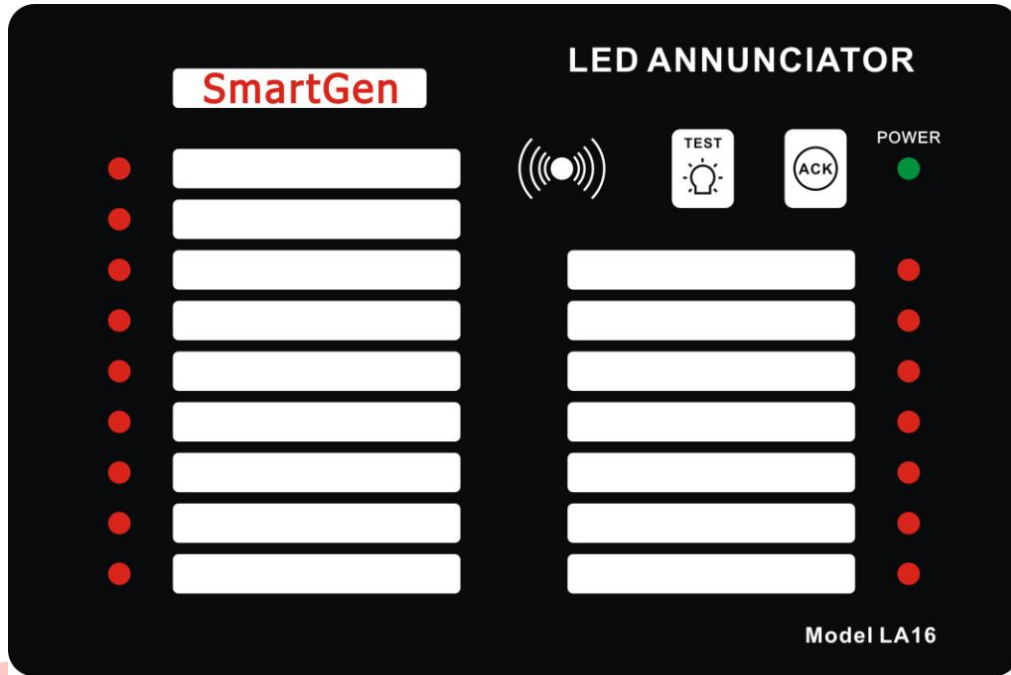 LED ANNUNCIATOR
SmartGen
TEST
ACK
POWER
Model LA16